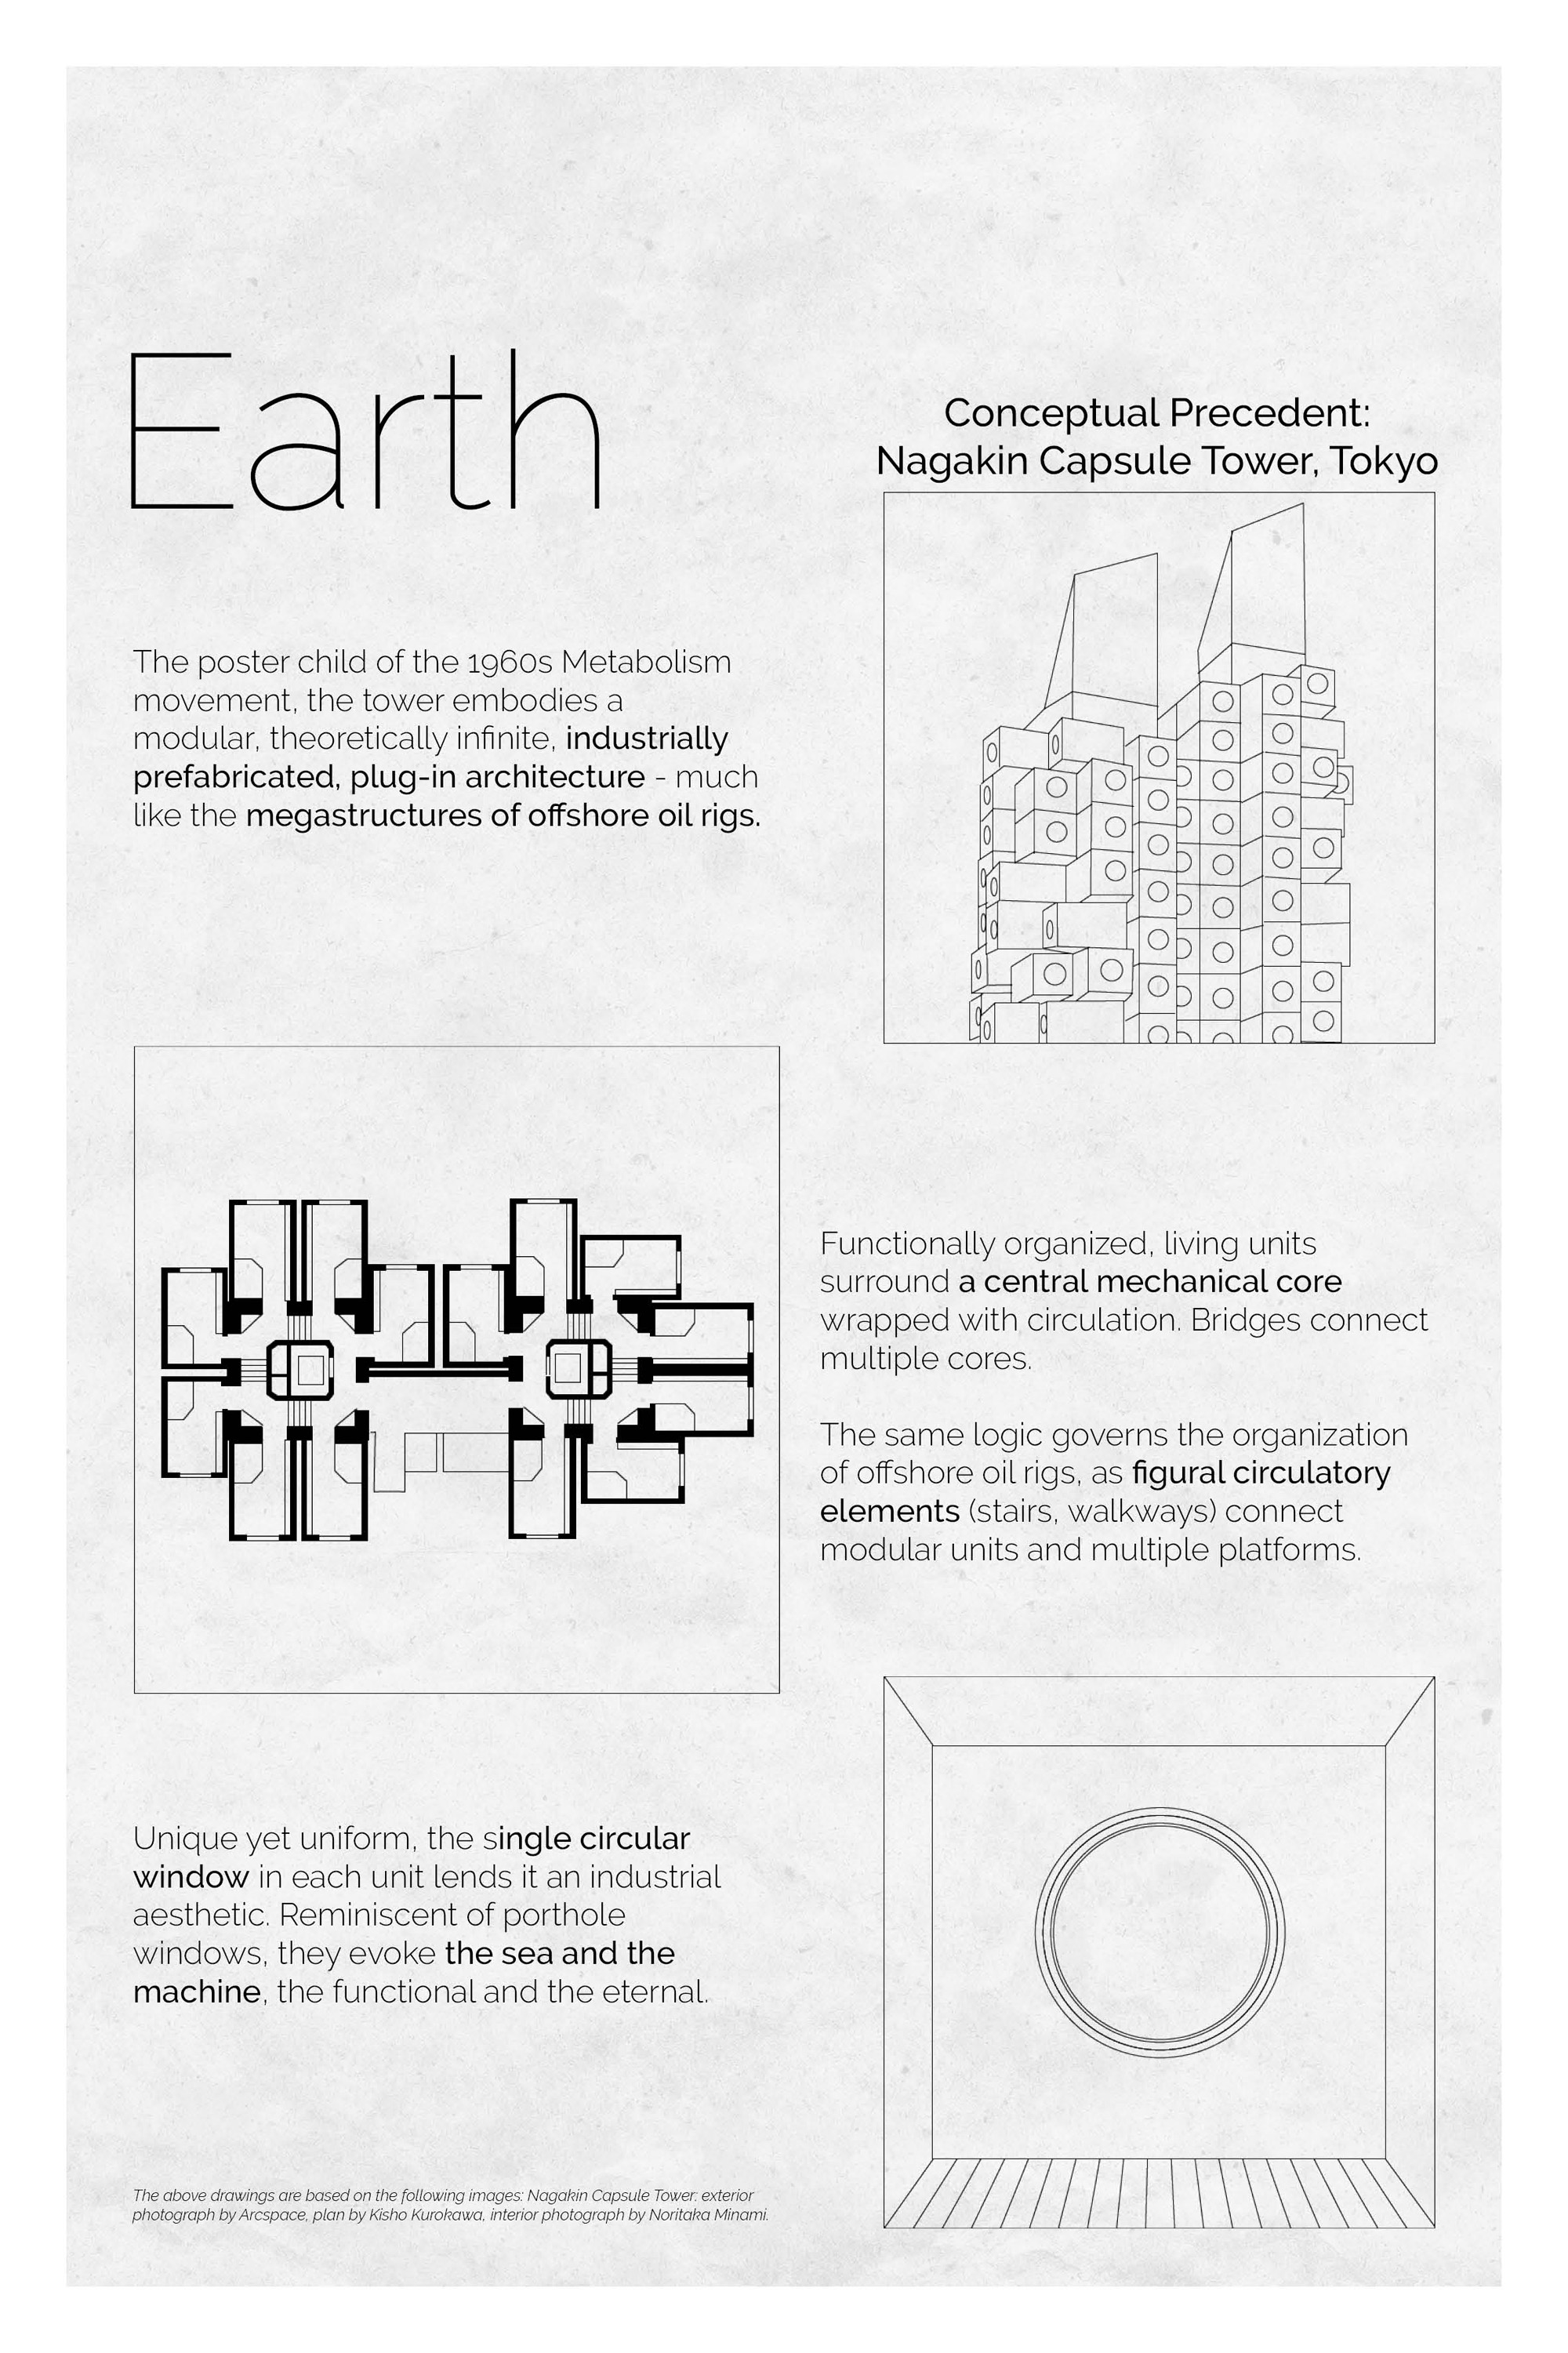 Earth
Conceptual Precedent:
Nagakin Capsule Tower, Tokyo
The poster child of the 1960s Metabolism
movement, the tower embodies a
modular, theoretically infinite, industrially
prefabricated, plug-in architecture - much
like the megastructures of offshore oil rigs.
Functionally organized, living units
surround a central mechanical core
wrapped with circulation. Bridges connect
multiple cores.
The same logic governs the organization
of offshore oil rigs, as figural circulatory
elements (stairs, walkways) connect
modular units and multiple platforms.
Unique yet uniform, the single circular
window in each unit lends it an industrial
aesthetic. Reminiscent of porthole
windows, they evoke the sea and the
machine, the functional and the eternal.
The above drawings are based on the following images: Nagakin Capsule Tower: exterior
photograph by Arcspace, plan by Kisho Kurokawa, interior photograph by Noritaka Minami.